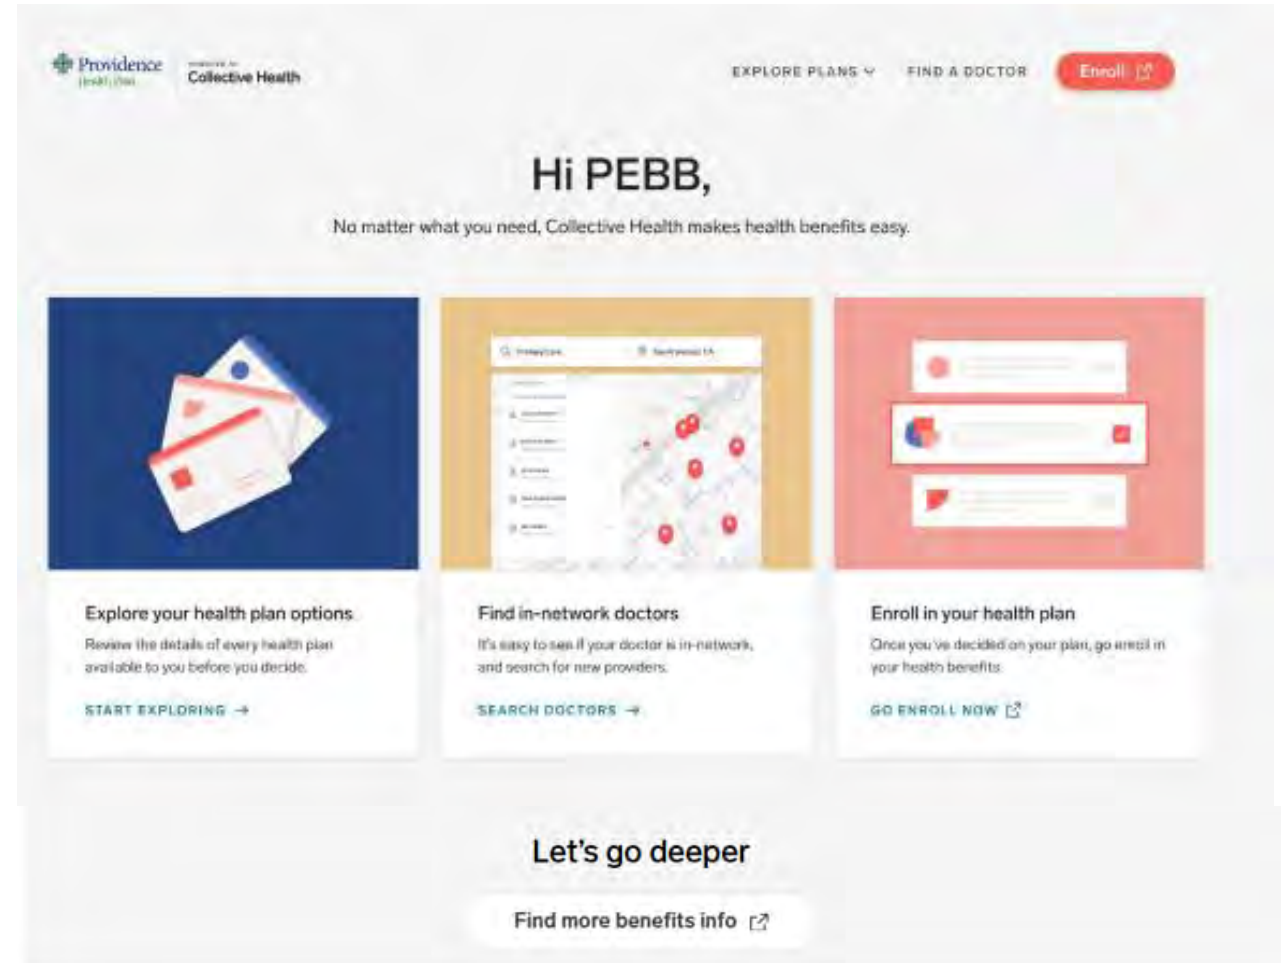 Providence
Health Plan
Collective Health
EXPLORE PLANS
FIND A DOCTOR
Enroll
Hi PEBB,
No matter what you need, Collective Health makes health benefits easy.
Explore your health plan options
Review the details of every health plan
available to you before you decide.
START EXPLORING →
Find in-network doctors
It's easy to see if your doctor is in-network,
and search for new providers.
SEARCH DOCTORS →
Enroll in your health plan
Once you've decided on your plan, go enroll in
your health benefits.
GO ENROLL NOW
Let's go deeper
Find more benefits info